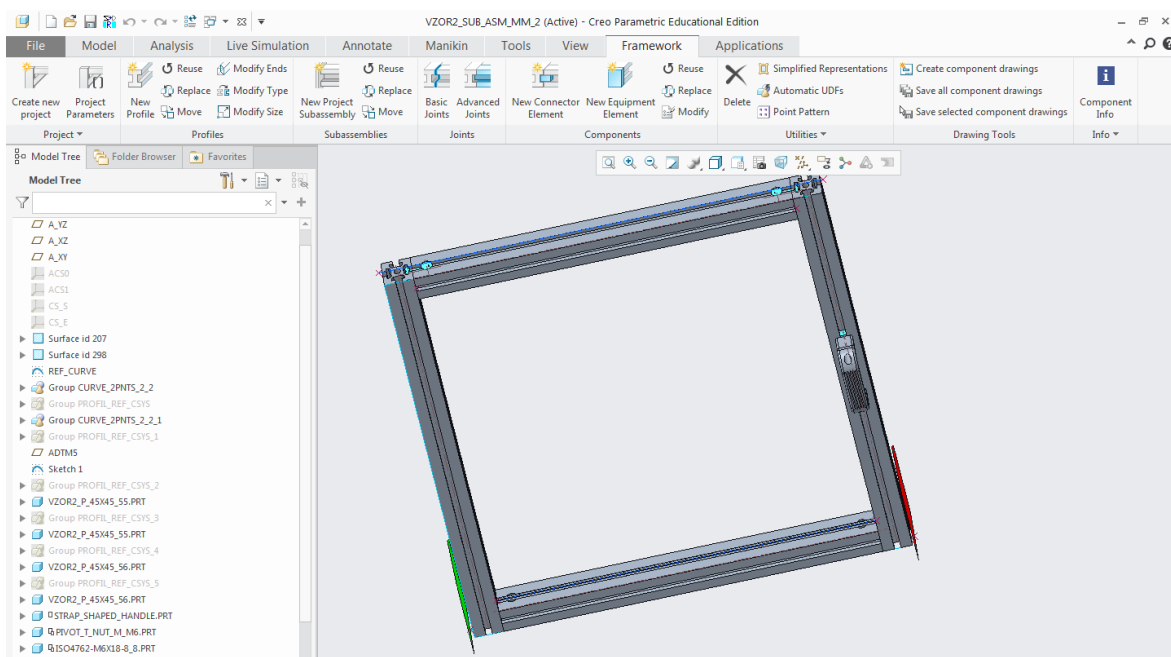 VZOR2_SUB_ASM_MM_2 (Active) - Creo Parametric Educational Edition
File Model Analysis Live Simulation Annotate Manikin Tools View Framework Applications
Create new project
Project Parameters
New Profile
Reuse
Replace
Move
Modify Ends
Modify Type
Modify Size
New Project Subassembly
Reuse
Replace
Move
Basic Joints
Advanced Joints
New Connector Element
New Equipment Element
Reuse
Replace
Modify
Delete
Simplified Representations
Automatic UDFs
Point Pattern
Create component drawings
Save all component drawings
Save selected component drawings
Component Info
Project Profiles Subassemblies Joints Components Utilities Drawing Tools Info
Model Tree Folder Browser Favorites
Model Tree
A_YZ
A_XZ
A_XY
ACS0
ACS1
CS_S
CS_E
Surface id 207
Surface id 298
REF_CURVE
Group CURVE_2PNTS_2_2
Group PROFIL_REF_CSYS
Group CURVE_2PNTS_2_2_1
Group PROFIL_REF_CSYS_1
ADTM5
Sketch 1
Group PROFIL_REF_CSYS_2
VZOR2_P_45X45_55.PRT
Group PROFIL_REF_CSYS_3
VZOR2_P_45X45_55.PRT
Group PROFIL_REF_CSYS_4
VZOR2_P_45X45_56.PRT
Group PROFIL_REF_CSYS_5
VZOR2_P_45X45_56.PRT
STRAP_SHAPED_HANDLE.PRT
PIVOT_T_NUT_M_M6.PRT
ISO4762-M6X18-8_8.PRT